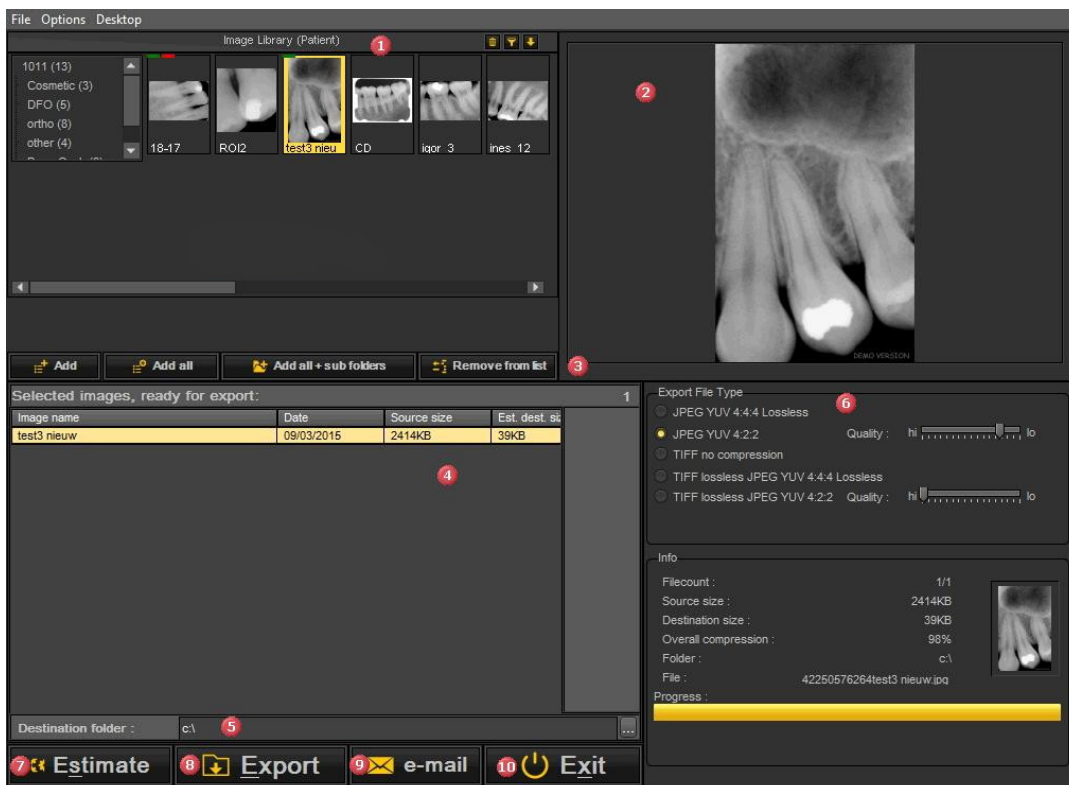 File Options Desktop
Image Library (Patient)
1
1011 (13)
Cosmetic (3)
DFO (5)
ortho (8)
other (4)
18-17
ROI2
test3 nieu
CD
igor 3
ines 12
2
DEMO VERSION
Add
Add all
Add all + sub folders
Remove from list
3
Selected images, ready for export: 1
Image name Date Source size Est. dest. siz
test3 nieuw 09/03/2015 2414KB 39KB
4
Destination folder : c:\ 5
...
Export File Type
6
JPEG YUV 4:4:4 Lossless
JPEG YUV 4:2:2 Quality : hi lo
TIFF no compression
TIFF lossless JPEG YUV 4:4:4 Lossless
TIFF lossless JPEG YUV 4:2:2 Quality : hi lo
Info
Filecount : 1/1
Source size : 2414KB
Destination size : 39KB
Overall compression : 98%
Folder : c:\
File : 42250576264test3 nieuw.jpg
Progress :
7 Estimate
8 Export
9 e-mail
10 Exit